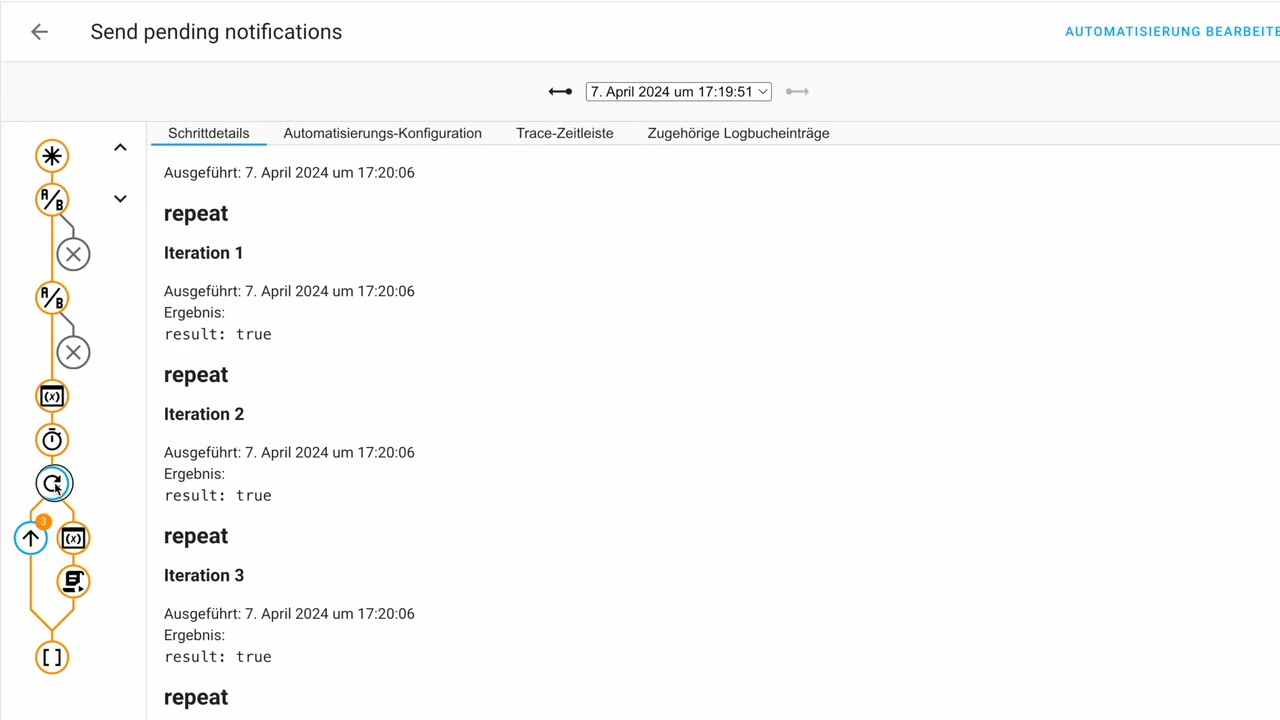 Send pending notifications
AUTOMATISIERUNG BEARBEITE
7. April 2024 um 17:19:51
Schrittdetails
Automatisierungs-Konfiguration
Trace-Zeitleiste
Zugehörige Logbucheinträge
A/B
A/B
(x)
3
(x)
[ ]
Ausgeführt: 7. April 2024 um 17:20:06
repeat
Iteration 1
Ausgeführt: 7. April 2024 um 17:20:06
Ergebnis:
result: true
repeat
Iteration 2
Ausgeführt: 7. April 2024 um 17:20:06
Ergebnis:
result: true
repeat
Iteration 3
Ausgeführt: 7. April 2024 um 17:20:06
Ergebnis:
result: true
repeat